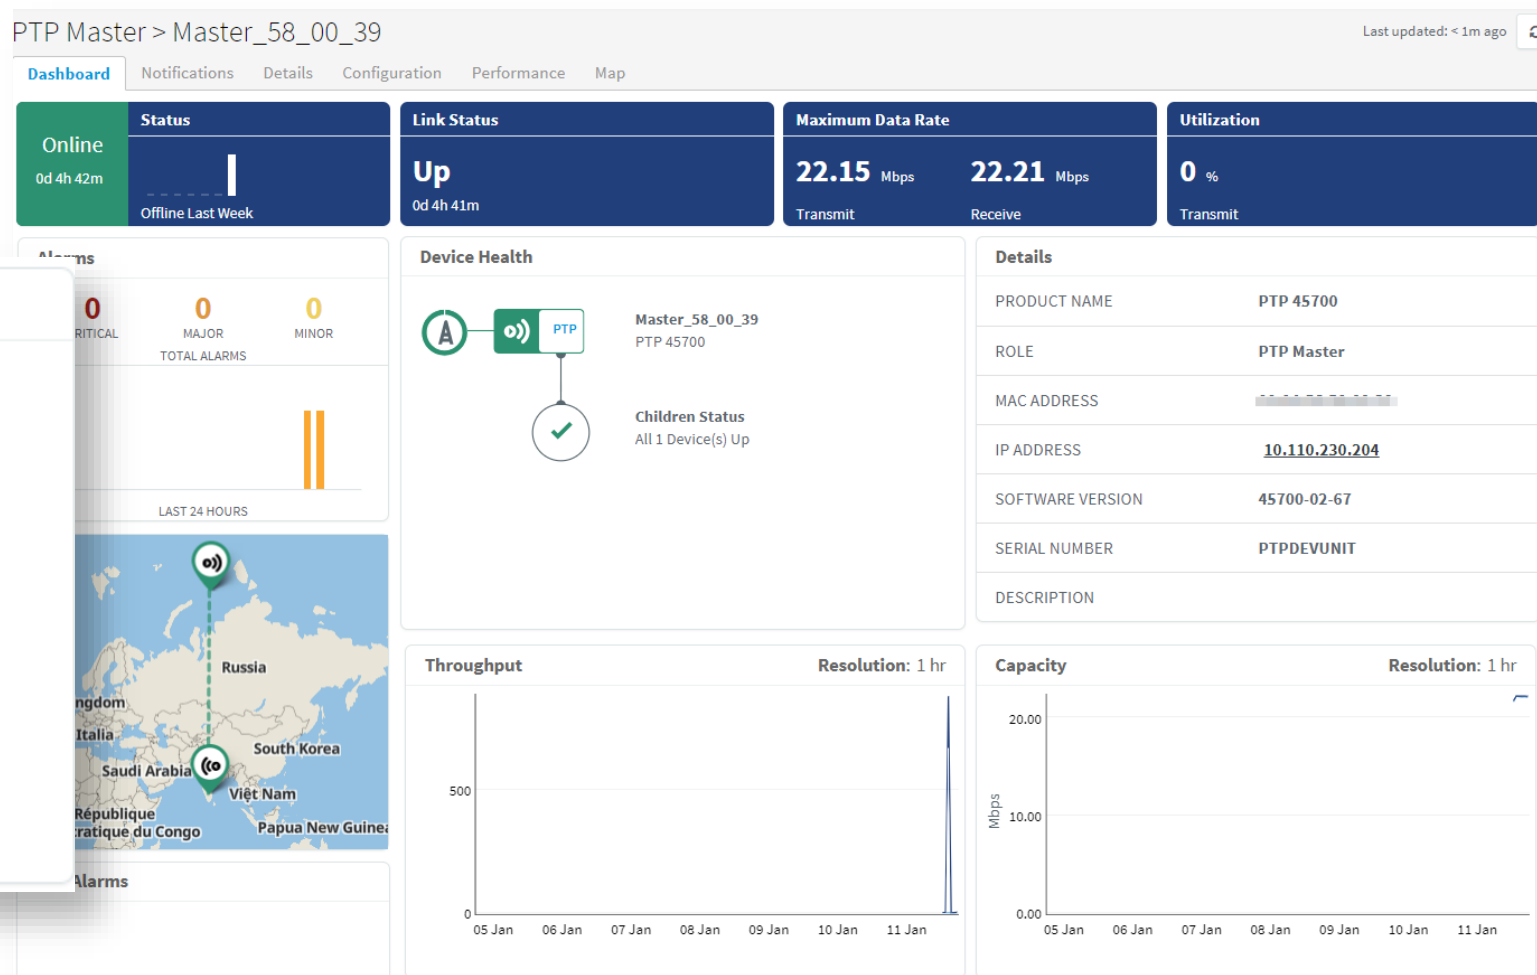 PTP Master > Master_58_00_39
Last updated: < 1m ago
Dashboard Notifications Details Configuration Performance Map
Online
0d 4h 42m
Status
Offline Last Week
Link Status
Up
0d 4h 41m
Maximum Data Rate
22.15 Mbps 22.21 Mbps
Transmit Receive
Utilization
0 %
Transmit
0 0 0
MAJOR MINOR
TOTAL ALARMS
LAST 24 HOURS
Russia
Italia
South Korea
Saudi Arabia
Việt Nam
République
du Congo
Papua New
Alarms
Device Health
PTP
Master_58_00_39
PTP 45700
Children Status
All 1 Device(s) Up
Details
PRODUCT NAME PTP 45700
ROLE PTP Master
MAC ADDRESS
IP ADDRESS 10.110.230.204
SOFTWARE VERSION 45700-02-67
SERIAL NUMBER PTPDEVUNIT
DESCRIPTION
Throughput Resolution: 1 hr
500
0
05 Jan 06 Jan 07 Jan 08 Jan 09 Jan 10 Jan 11 Jan
Capacity Resolution: 1 hr
Mbps
20.00
10.00
0.00
05 Jan 06 Jan 07 Jan 08 Jan 09 Jan 10 Jan 11 Jan